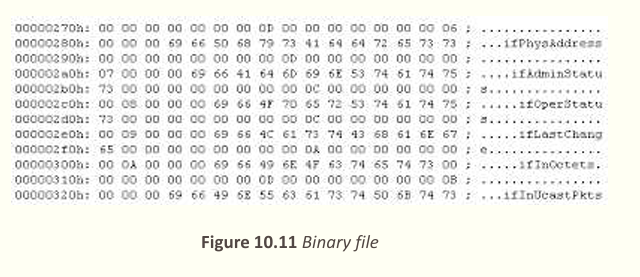 00000270h: 00 00 00 00 00 00 00 0D 00 00 00 00 00 00 00 06 ; ................
00000280h: 00 00 00 69 66 50 68 79 73 41 64 64 72 65 73 73 ; ...ifPhysAddress
00000290h: 00 00 00 00 00 00 00 00 0D 00 00 00 00 00 00 00 ; ................
000002a0h: 07 00 00 00 69 66 41 64 6D 69 6E 53 74 61 74 75 ; ....ifAdminStatu
000002b0h: 73 00 00 00 00 00 00 00 00 0C 00 00 00 00 00 00 ; s...............
000002c0h: 00 08 00 00 00 69 66 4F 70 65 72 53 74 61 74 75 ; .....ifOperStatu
000002d0h: 73 00 00 00 00 00 00 00 00 0C 00 00 00 00 00 00 ; s...............
000002e0h: 00 09 00 00 00 69 66 4C 61 73 74 43 68 61 6E 67 ; .....ifLastChang
000002f0h: 65 00 00 00 00 00 00 00 00 0A 00 00 00 00 00 00 ; e...............
00000300h: 00 0A 00 00 00 69 66 49 6E 4F 63 74 65 74 73 00 ; .....ifInOctets.
00000310h: 00 00 00 00 00 00 00 0D 00 00 00 00 00 00 00 0B ; ................
00000320h: 00 00 00 69 66 49 6E 55 63 61 73 74 50 6B 74 73 ; ...ifInUcastPkts
Figure 10.11 Binary file